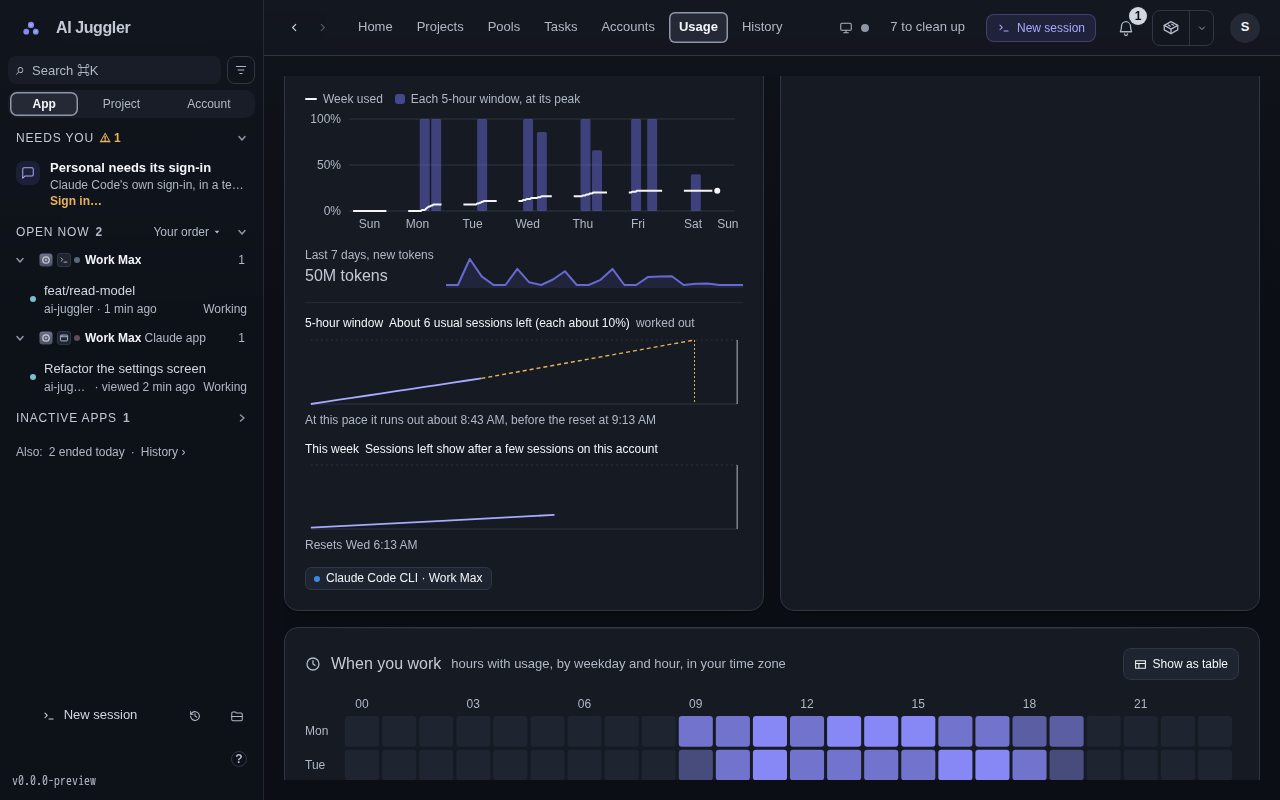 AI Juggler
Search ⌘K
App Project Account
NEEDS YOU 1
Personal needs its sign-in
Claude Code's own sign-in, in a te…
Sign in…
OPEN NOW 2 Your order
Work Max 1
feat/read-model
ai-juggler · 1 min ago Working
Work Max Claude app 1
Refactor the settings screen
ai-jug… · viewed 2 min ago Working
INACTIVE APPS 1
Also: 2 ended today · History ›
New session
?
v0.0.0-preview
Home Projects Pools Tasks Accounts Usage History
7 to clean up
New session
1
S
Week used Each 5-hour window, at its peak
100%
50%
0%
Sun Mon Tue Wed Thu Fri Sat Sun
Last 7 days, new tokens
50M tokens
5-hour window About 6 usual sessions left (each about 10%) worked out
At this pace it runs out about 8:43 AM, before the reset at 9:13 AM
This week Sessions left show after a few sessions on this account
Resets Wed 6:13 AM
Claude Code CLI · Work Max
When you work hours with usage, by weekday and hour, in your time zone
Show as table
00 03 06 09 12 15 18 21
Mon
Tue